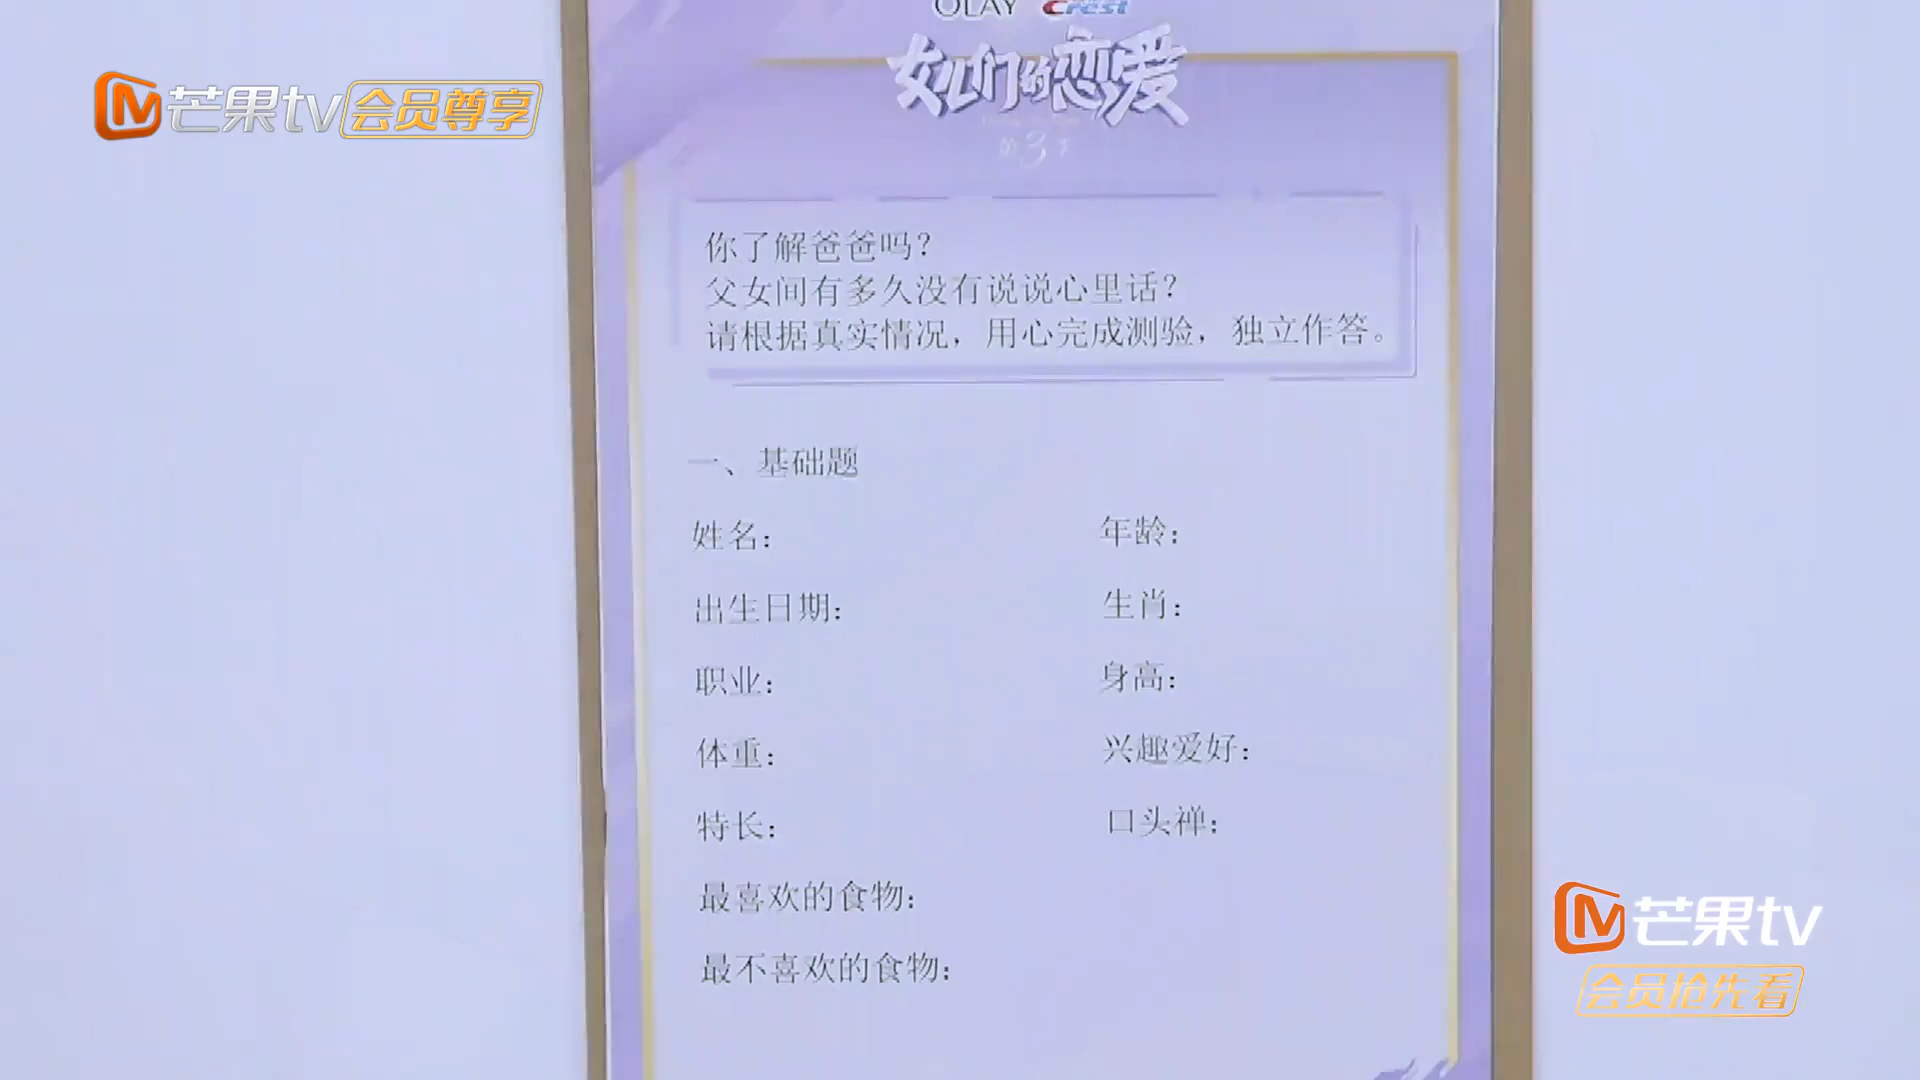 OLAY Crest
芒果tv会员尊享
女儿们的恋爱
第3季
你了解爸爸吗？
父女间有多久没有说说心里话？
请根据真实情况，用心完成测验，独立作答。
一、基础题
姓名： 年龄：
出生日期： 生肖：
职业： 身高：
体重： 兴趣爱好：
特长： 口头禅：
最喜欢的食物：
最不喜欢的食物：
芒果tv
会员抢先看